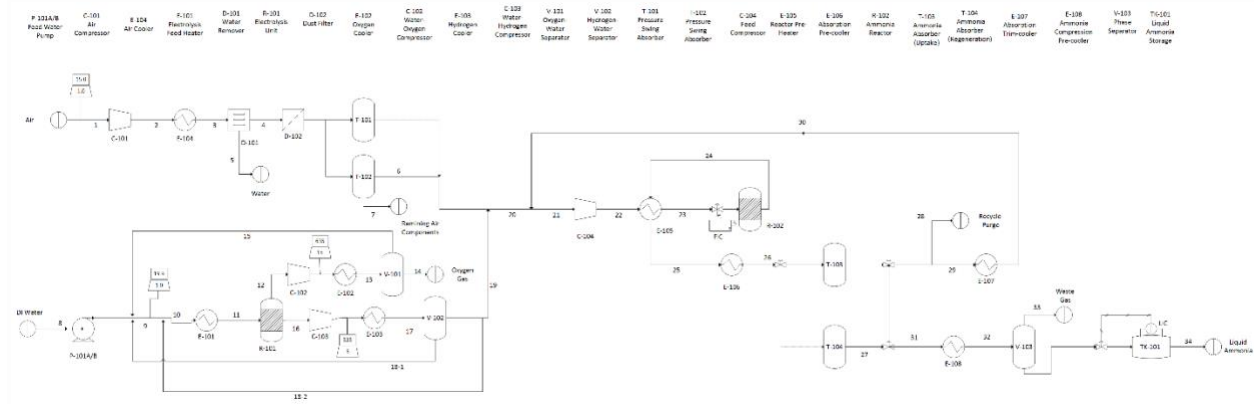 P-101A/B
Feed Water
Pump
C-101
Air
Compressor
E-104
Air Cooler
E-101
Electrolysis
Feed Heater
D-101
Water
Remover
R-101
Electrolysis
Unit
D-102
Dust Filter
E-102
Oxygen
Cooler
C-102
Water-
Oxygen
Compressor
E-103
Hydrogen
Cooler
C-103
Water
Hydrogen
Compressor
V-101
Oxygen
Water
Separator
V-102
Hydrogen
Water
Separator
T-101
Pressure
Swing
Absorber
T-102
Pressure
Swing
Absorber
C-104
Feed
Compressor
E-105
Reactor Pre-
Heater
E-106
Absorption
Pre-cooler
R-102
Ammonia
Reactor
T-103
Ammonia
Absorber
(Uptake)
T-104
Ammonia
Absorber
(Regeneration)
E-107
Absorption
Trim-cooler
E-108
Ammonia
Compression
Pre-cooler
V-103
Phase
Separator
TK-101
Liquid
Ammonia
Storage
Air
1
C-101
2
E-104
3
D-101
4
D-102
5
Water
T-101
T-102
6
7
Remining Air
Components
30
24
20
21
C-104
22
E-105
23
FC
R-102
15
12
C-102
E-102
13
V-101
14
Oxygen
Gas
19
25
E-106
26
T-103
28
Recycle
Purge
29
E-107
DI Water
8
P-101A/B
9
10
E-101
11
R-101
16
C-103
D-103
17
V-102
18-1
18-2
T-104
27
31
E-108
32
V-103
33
Waste
Gas
LIC
TK-101
34
Liquid
Ammonia